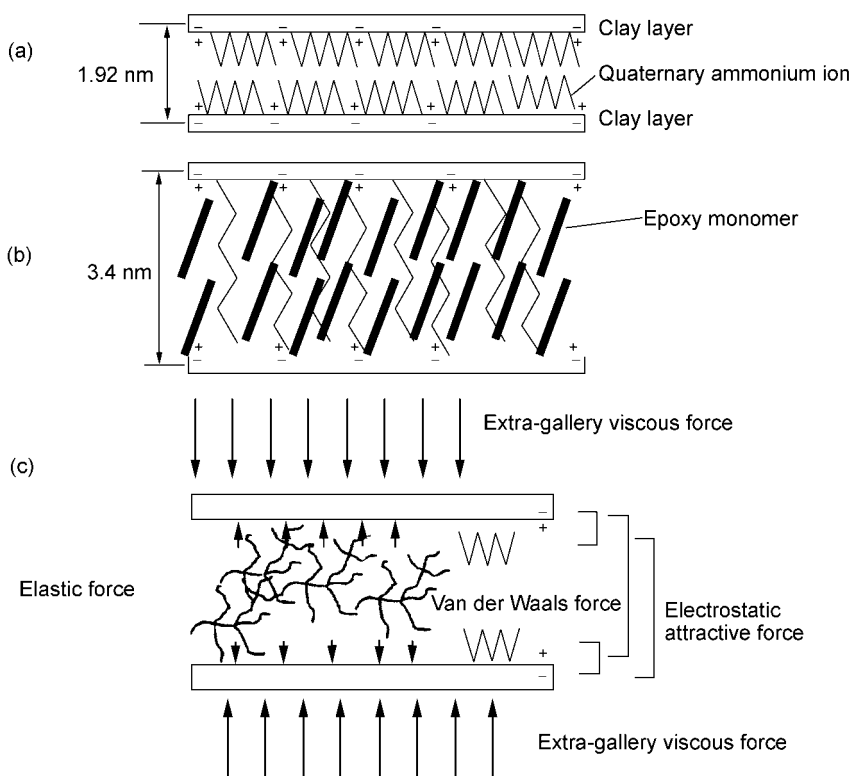 (a)
1.92 nm
Clay layer
Quaternary ammonium ion
Clay layer
– – – – –
+ + + + +
+ + + + +
– – – – –
(b)
3.4 nm
Epoxy monomer
– – – – –
+ + + + +
+ + + + +
– – – – –
(c)
Extra-gallery viscous force
Elastic force
Van der Waals force
–
+
+
–
Electrostatic
attractive force
Extra-gallery viscous force